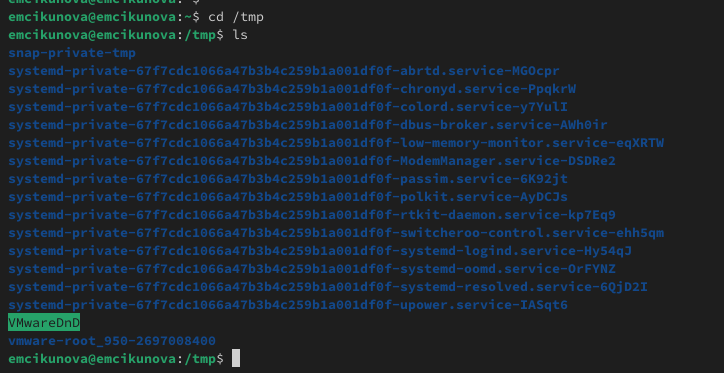 emcikunova@emcikunova:~$ cd /tmp
emcikunova@emcikunova:/tmp$ ls
snap-private-tmp
systemd-private-67f7cdc1066a47b3b4c259b1a001df0f-abrtd.service-MGOcpr
systemd-private-67f7cdc1066a47b3b4c259b1a001df0f-chronyd.service-PpqkrW
systemd-private-67f7cdc1066a47b3b4c259b1a001df0f-colord.service-y7YulI
systemd-private-67f7cdc1066a47b3b4c259b1a001df0f-dbus-broker.service-AWh0ir
systemd-private-67f7cdc1066a47b3b4c259b1a001df0f-low-memory-monitor.service-eqXRTW
systemd-private-67f7cdc1066a47b3b4c259b1a001df0f-ModemManager.service-DSDRe2
systemd-private-67f7cdc1066a47b3b4c259b1a001df0f-passim.service-6K92jt
systemd-private-67f7cdc1066a47b3b4c259b1a001df0f-polkit.service-AyDCJs
systemd-private-67f7cdc1066a47b3b4c259b1a001df0f-rtkit-daemon.service-kp7Eq9
systemd-private-67f7cdc1066a47b3b4c259b1a001df0f-switcheroo-control.service-ehh5qm
systemd-private-67f7cdc1066a47b3b4c259b1a001df0f-systemd-logind.service-Hy54qJ
systemd-private-67f7cdc1066a47b3b4c259b1a001df0f-systemd-oomd.service-OrFYNZ
systemd-private-67f7cdc1066a47b3b4c259b1a001df0f-systemd-resolved.service-6QjD2I
systemd-private-67f7cdc1066a47b3b4c259b1a001df0f-upower.service-IASqt6
VMwareDnD
vmware-root_950-2697008400
emcikunova@emcikunova:/tmp$